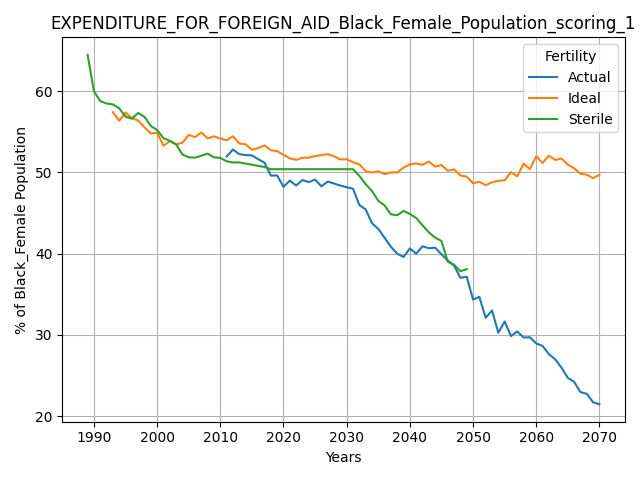 EXPENDITURE_FOR_FOREIGN_AID_Black_Female_Population_scoring_1
Fertility
Actual
Ideal
Sterile
% of Black_Female Population
60
50
40
30
20
1990 2000 2010 2020 2030 2040 2050 2060 2070
Years